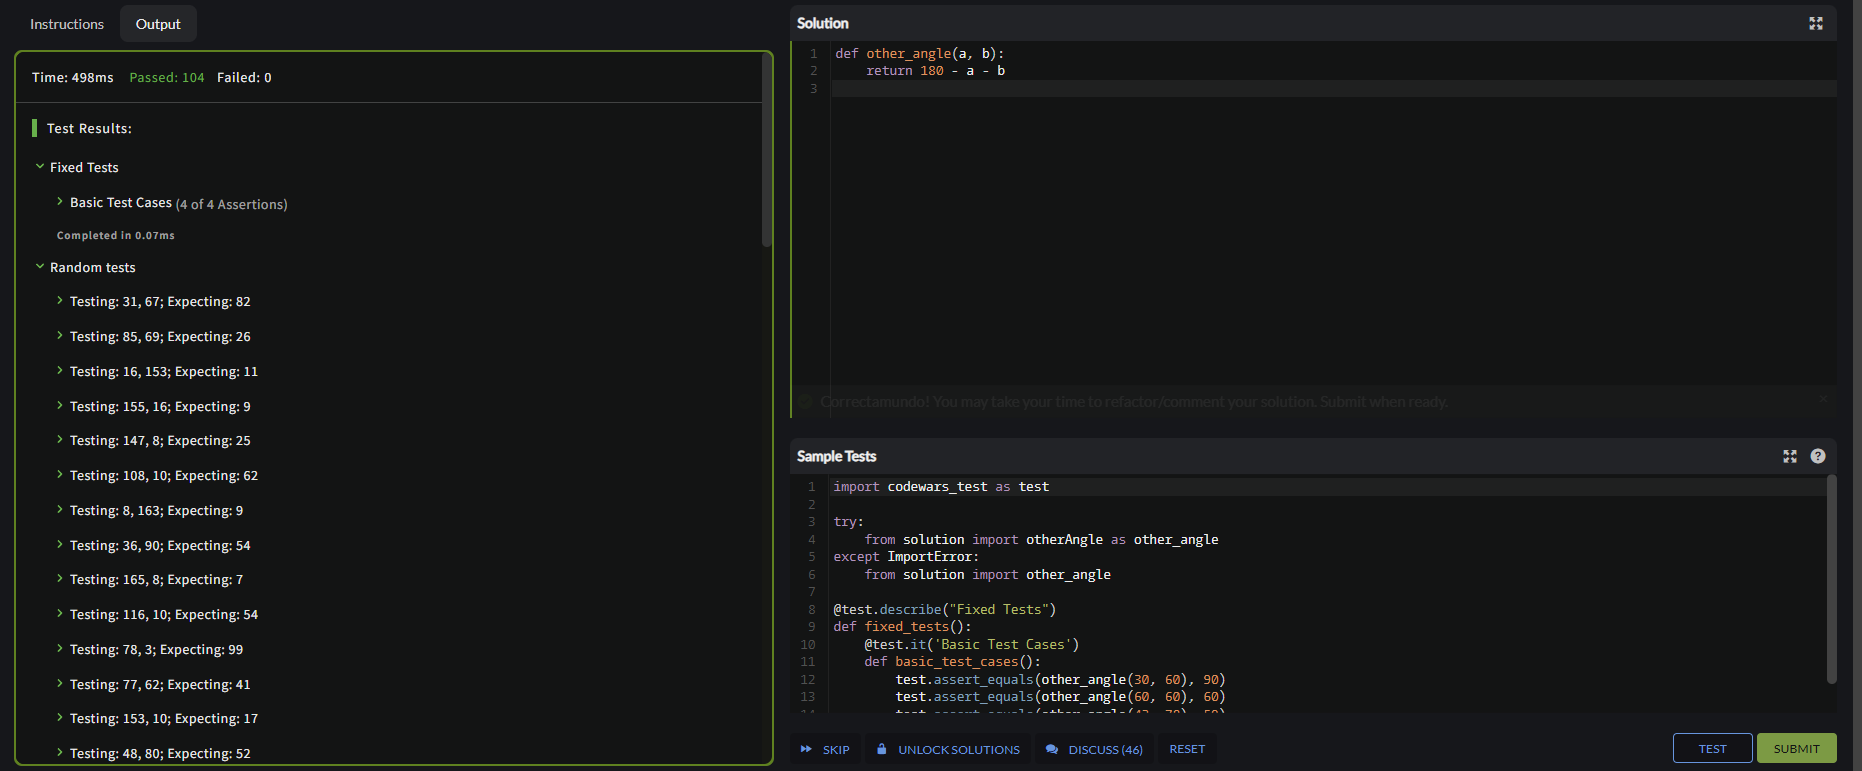 Instructions
Output
Time: 498ms Passed: 104 Failed: 0
Test Results:
Fixed Tests
Basic Test Cases (4 of 4 Assertions)
Completed in 0.07ms
Random tests
Testing: 31, 67; Expecting: 82
Testing: 85, 69; Expecting: 26
Testing: 16, 153; Expecting: 11
Testing: 155, 16; Expecting: 9
Testing: 147, 8; Expecting: 25
Testing: 108, 10; Expecting: 62
Testing: 8, 163; Expecting: 9
Testing: 36, 90; Expecting: 54
Testing: 165, 8; Expecting: 7
Testing: 116, 10; Expecting: 54
Testing: 78, 3; Expecting: 99
Testing: 77, 62; Expecting: 41
Testing: 153, 10; Expecting: 17
Testing: 48, 80; Expecting: 52
Solution
1 def other_angle(a, b):
2 return 180 - a - b
3
Correctamundo! You may take your time to refactor/comment your solution. Submit when ready.
Sample Tests
1 import codewars_test as test
2
3 try:
4 from solution import otherAngle as other_angle
5 except ImportError:
6 from solution import other_angle
7
8 @test.describe("Fixed Tests")
9 def fixed_tests():
10 @test.it('Basic Test Cases')
11 def basic_test_cases():
12 test.assert_equals(other_angle(30, 60), 90)
13 test.assert_equals(other_angle(60, 60), 60)
SKIP
UNLOCK SOLUTIONS
DISCUSS (46)
RESET
TEST
SUBMIT